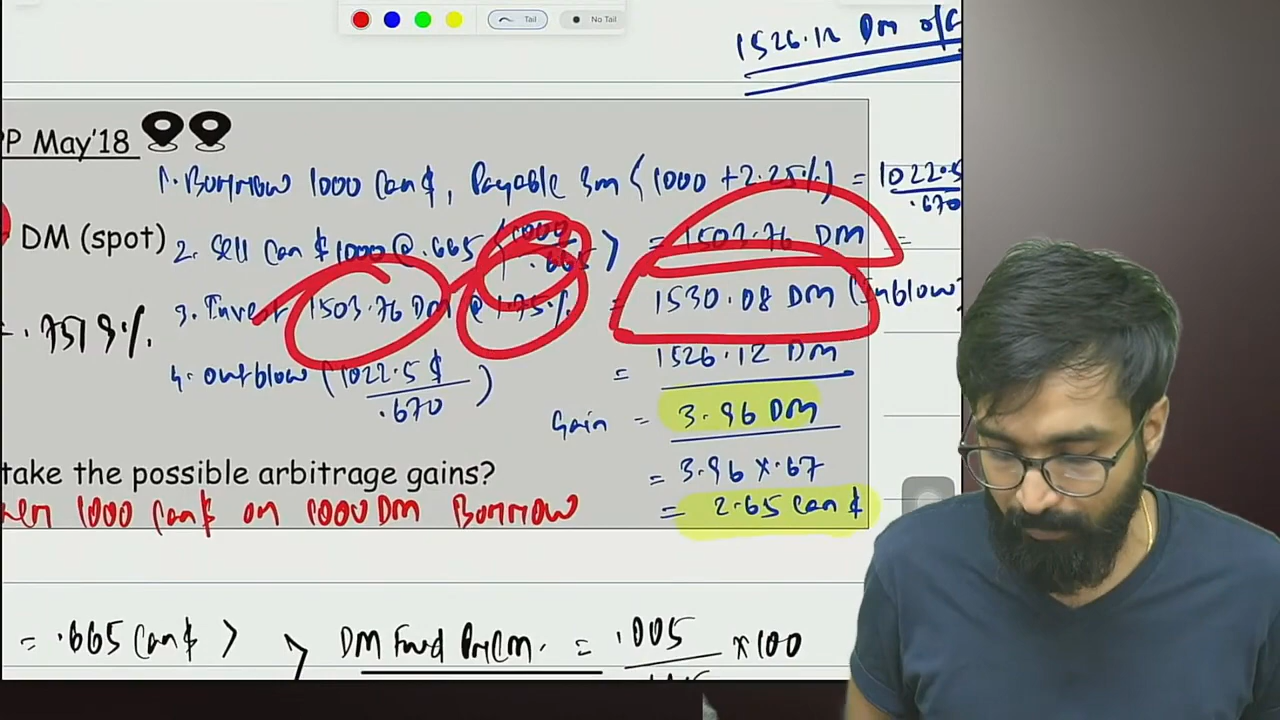 Tail No Tail
1526.12 DM o/f
P May'18
1. Borrow 1000 Can$, Payable 3m (1000 + 2.25%) = 1022.5
.670
DM (spot) 2. Sell Can $1000 @ .665 (1000
.665) = 1503.76 DM =
3. Invest 1503.76 DM @ 1.75% = 1530.08 DM (Inflow)
= .7519%
4. Outflow (1022.5 $
.670) = 1526.12 DM
Gain = 3.96 DM
= 3.96 x .67
take the possible arbitrage gains?
1000 Can$ or 1000 DM Borrow = 2.65 Can $
= .665 Can$ > DM Fwd Prem. = .005 x 100